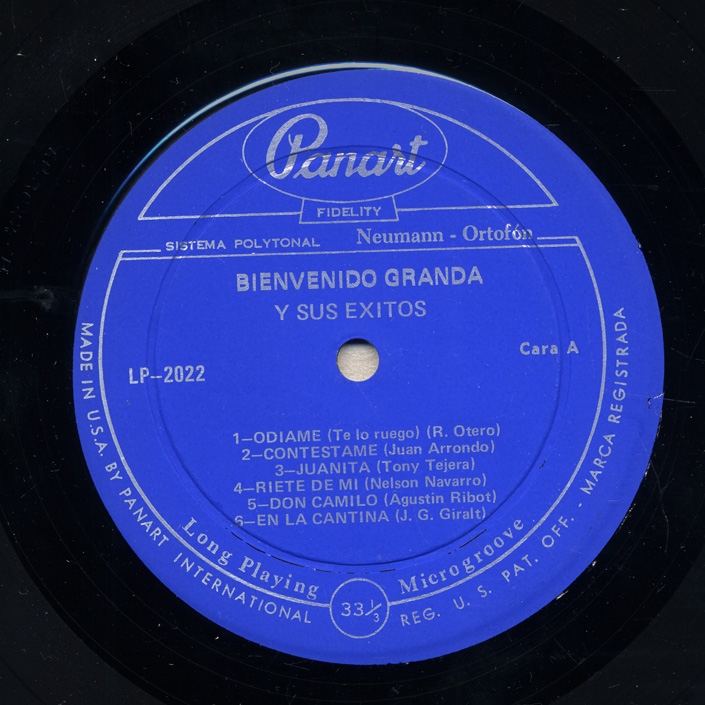 Panart
FIDELITY
SISTEMA POLYTONAL Neumann - Ortofón
BIENVENIDO GRANDA
Y SUS EXITOS
Cara A
LP-2022
1-ODIAME (Te lo ruego) (R. Otero)
2-CONTESTAME (Juan Arrondo)
3-JUANITA (Tony Tejera)
4-RIETE DE MI (Nelson Navarro)
5-DON CAMILO (Agustin Ribot)
6-EN LA CANTINA (J. G. Giralt)
Long Playing 33 1/3 Microgroove
MADE IN U.S.A. BY PANART INTERNATIONAL REG. U. S. PAT. OFF. - MARCA REGISTRADA